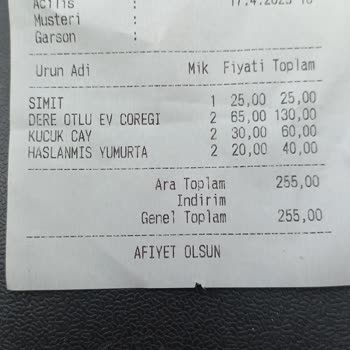 Acilis :
Musteri :
Garson :
Urun Adi Mik Fiyati Toplam
SIMIT 1 25,00 25,00
DERE OTLU EV COREGI 2 65,00 130,00
KUCUK CAY 2 30,00 60,00
HASLANMIS YUMURTA 2 20,00 40,00
Ara Toplam 255,00
Indirim
Genel Toplam 255,00
AFIYET OLSUN